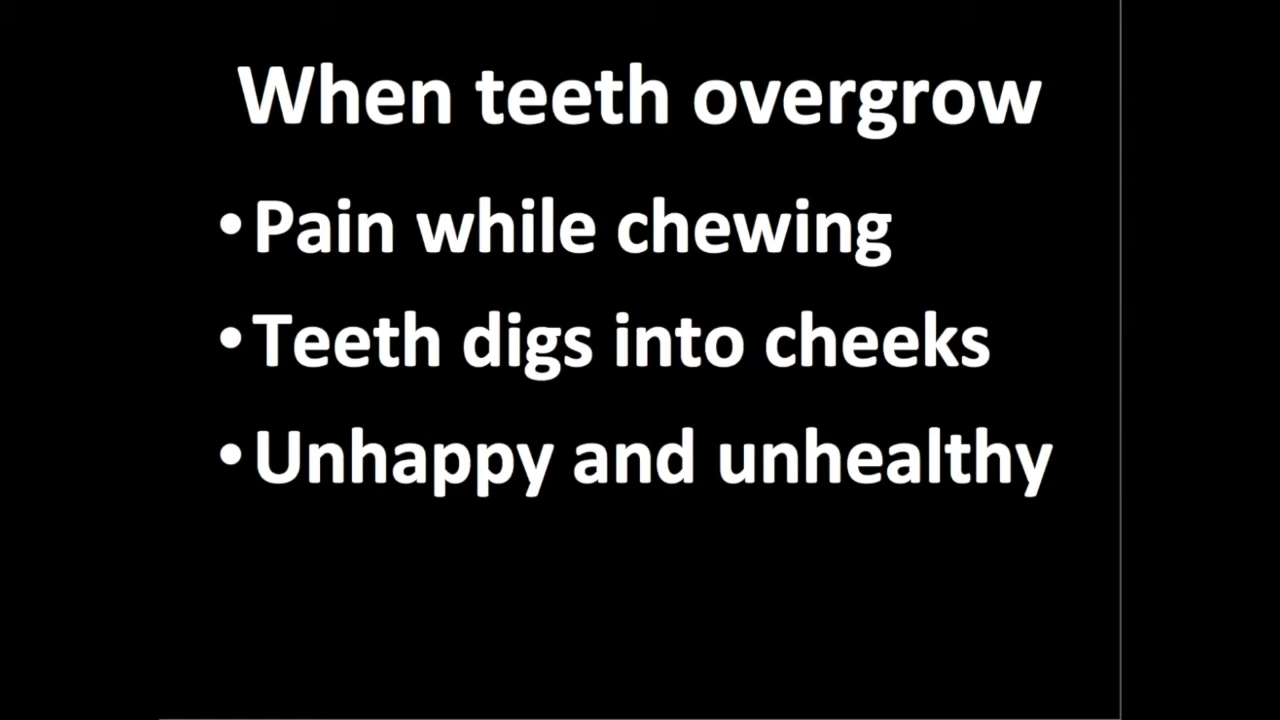 When teeth overgrow
•Pain while chewing
•Teeth digs into cheeks
•Unhappy and unhealthy